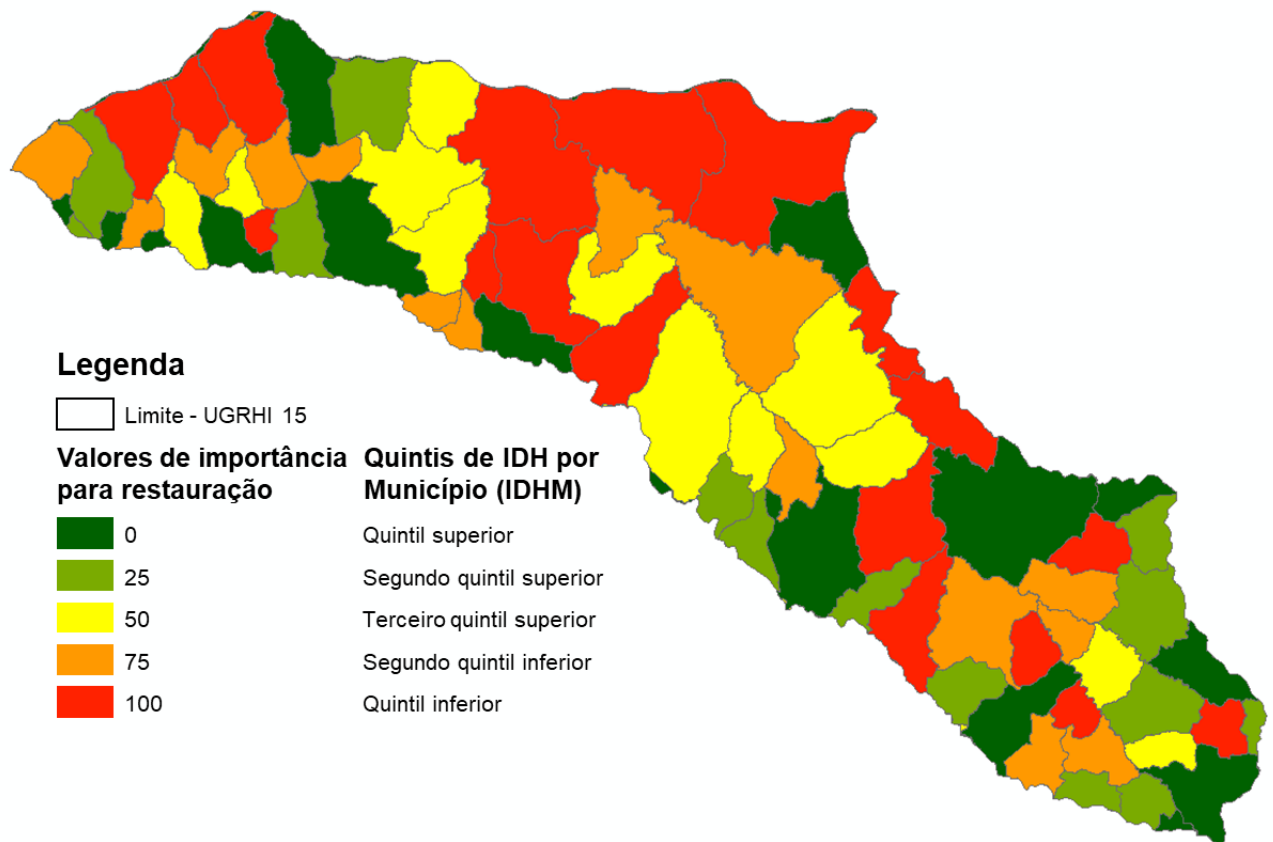 Legenda
Limite - UGRHI 15
Valores de importância
para restauração
Quintis de IDH por
Município (IDHM)
0 Quintil superior
25 Segundo quintil superior
50 Terceiro quintil superior
75 Segundo quintil inferior
100 Quintil inferior